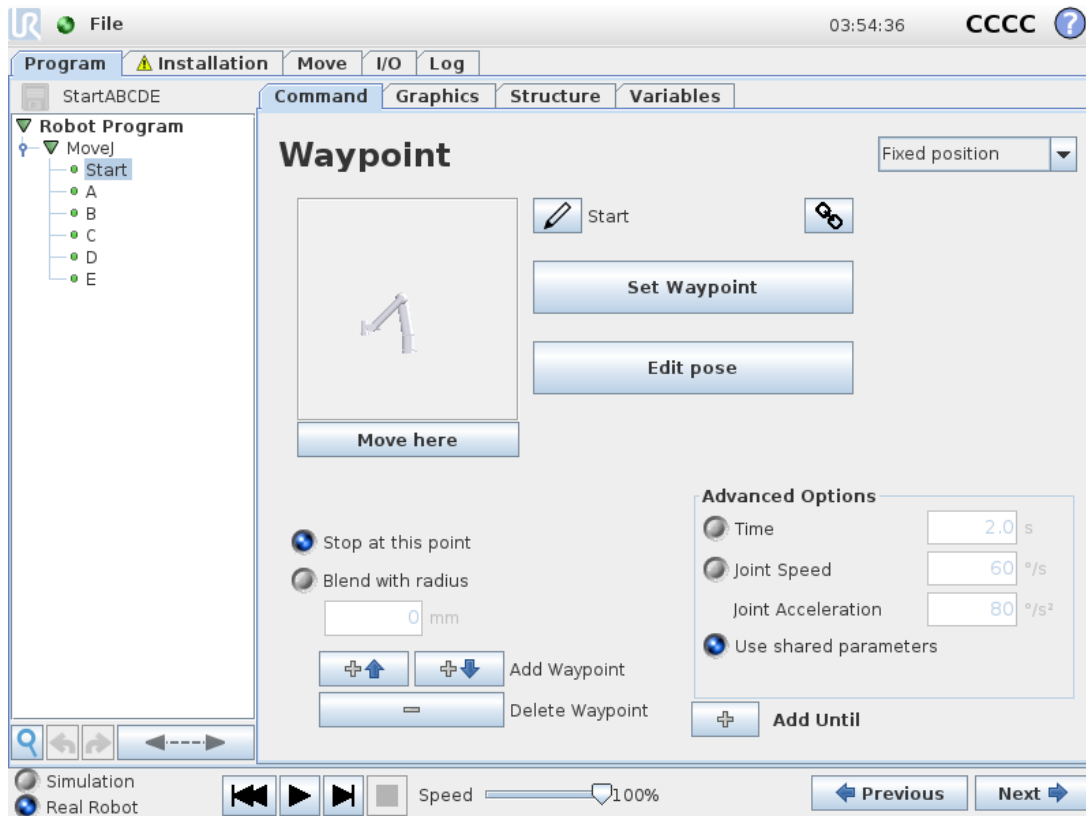 UR File 03:54:36 CCCC ?
Program Installation Move I/O Log
StartABCDE Command Graphics Structure Variables
Robot Program
MoveJ
Start
A
B
C
D
E
Waypoint
Fixed position
Start
Set Waypoint
Edit pose
Move here
Stop at this point
Blend with radius
0 mm
Add Waypoint
Delete Waypoint
Advanced Options
Time 2.0 s
Joint Speed 60 °/s
Joint Acceleration 80 °/s²
Use shared parameters
Add Until
Simulation
Real Robot
Speed 100%
Previous Next